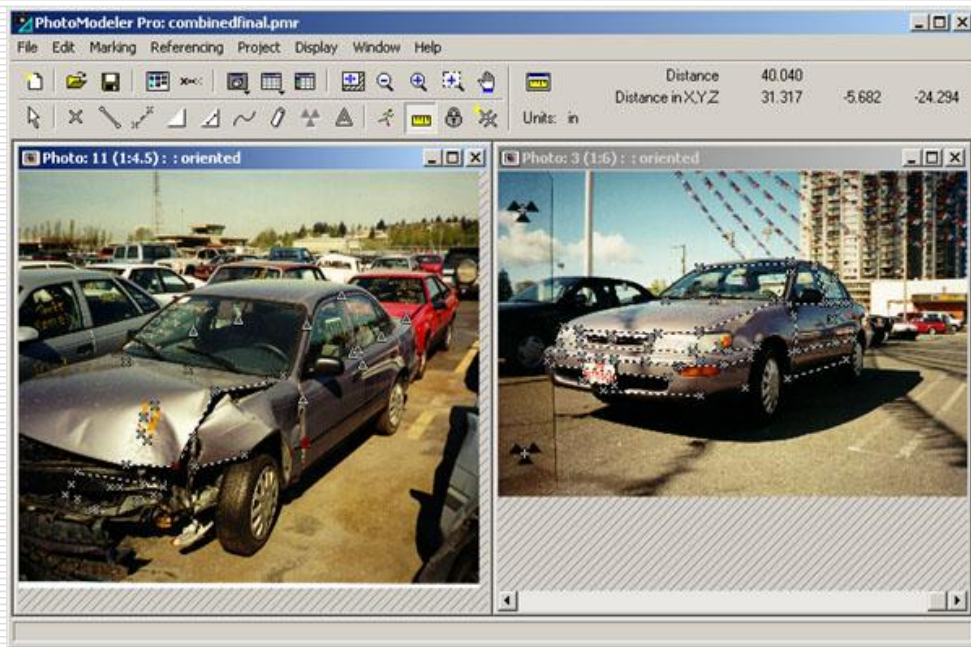 PhotoModeler Pro: combinedfinal.pmr
File Edit Marking Referencing Project Display Window Help
Distance 40.040
Distance in X,Y,Z 31.317 -5.682 -24.294
Units: in
Photo: 11 (1:4.5) : : oriented
Photo: 3 (1:6) : : oriented